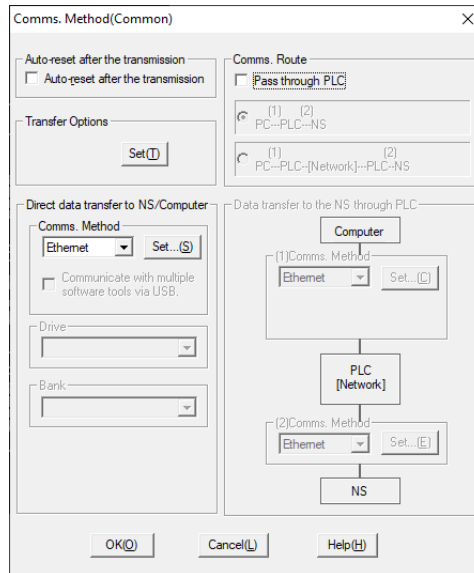 Comms. Method(Common)
Auto-reset after the transmission
Auto-reset after the transmission
Transfer Options
Set(T)
Comms. Route
Pass through PLC
(1) (2)
PC---PLC---NS
(1) (2)
PC---PLC--[Network]---PLC--NS
Direct data transfer to NS/Computer
Comms. Method
Ethernet
Set...(S)
Communicate with multiple
software tools via USB.
Drive
Bank
Data transfer to the NS through PLC
Computer
(1)Comms. Method
Ethernet
Set...(C)
PLC
[Network]
(2)Comms. Method
Ethernet
Set...(E)
NS
OK(O)
Cancel(L)
Help(H)